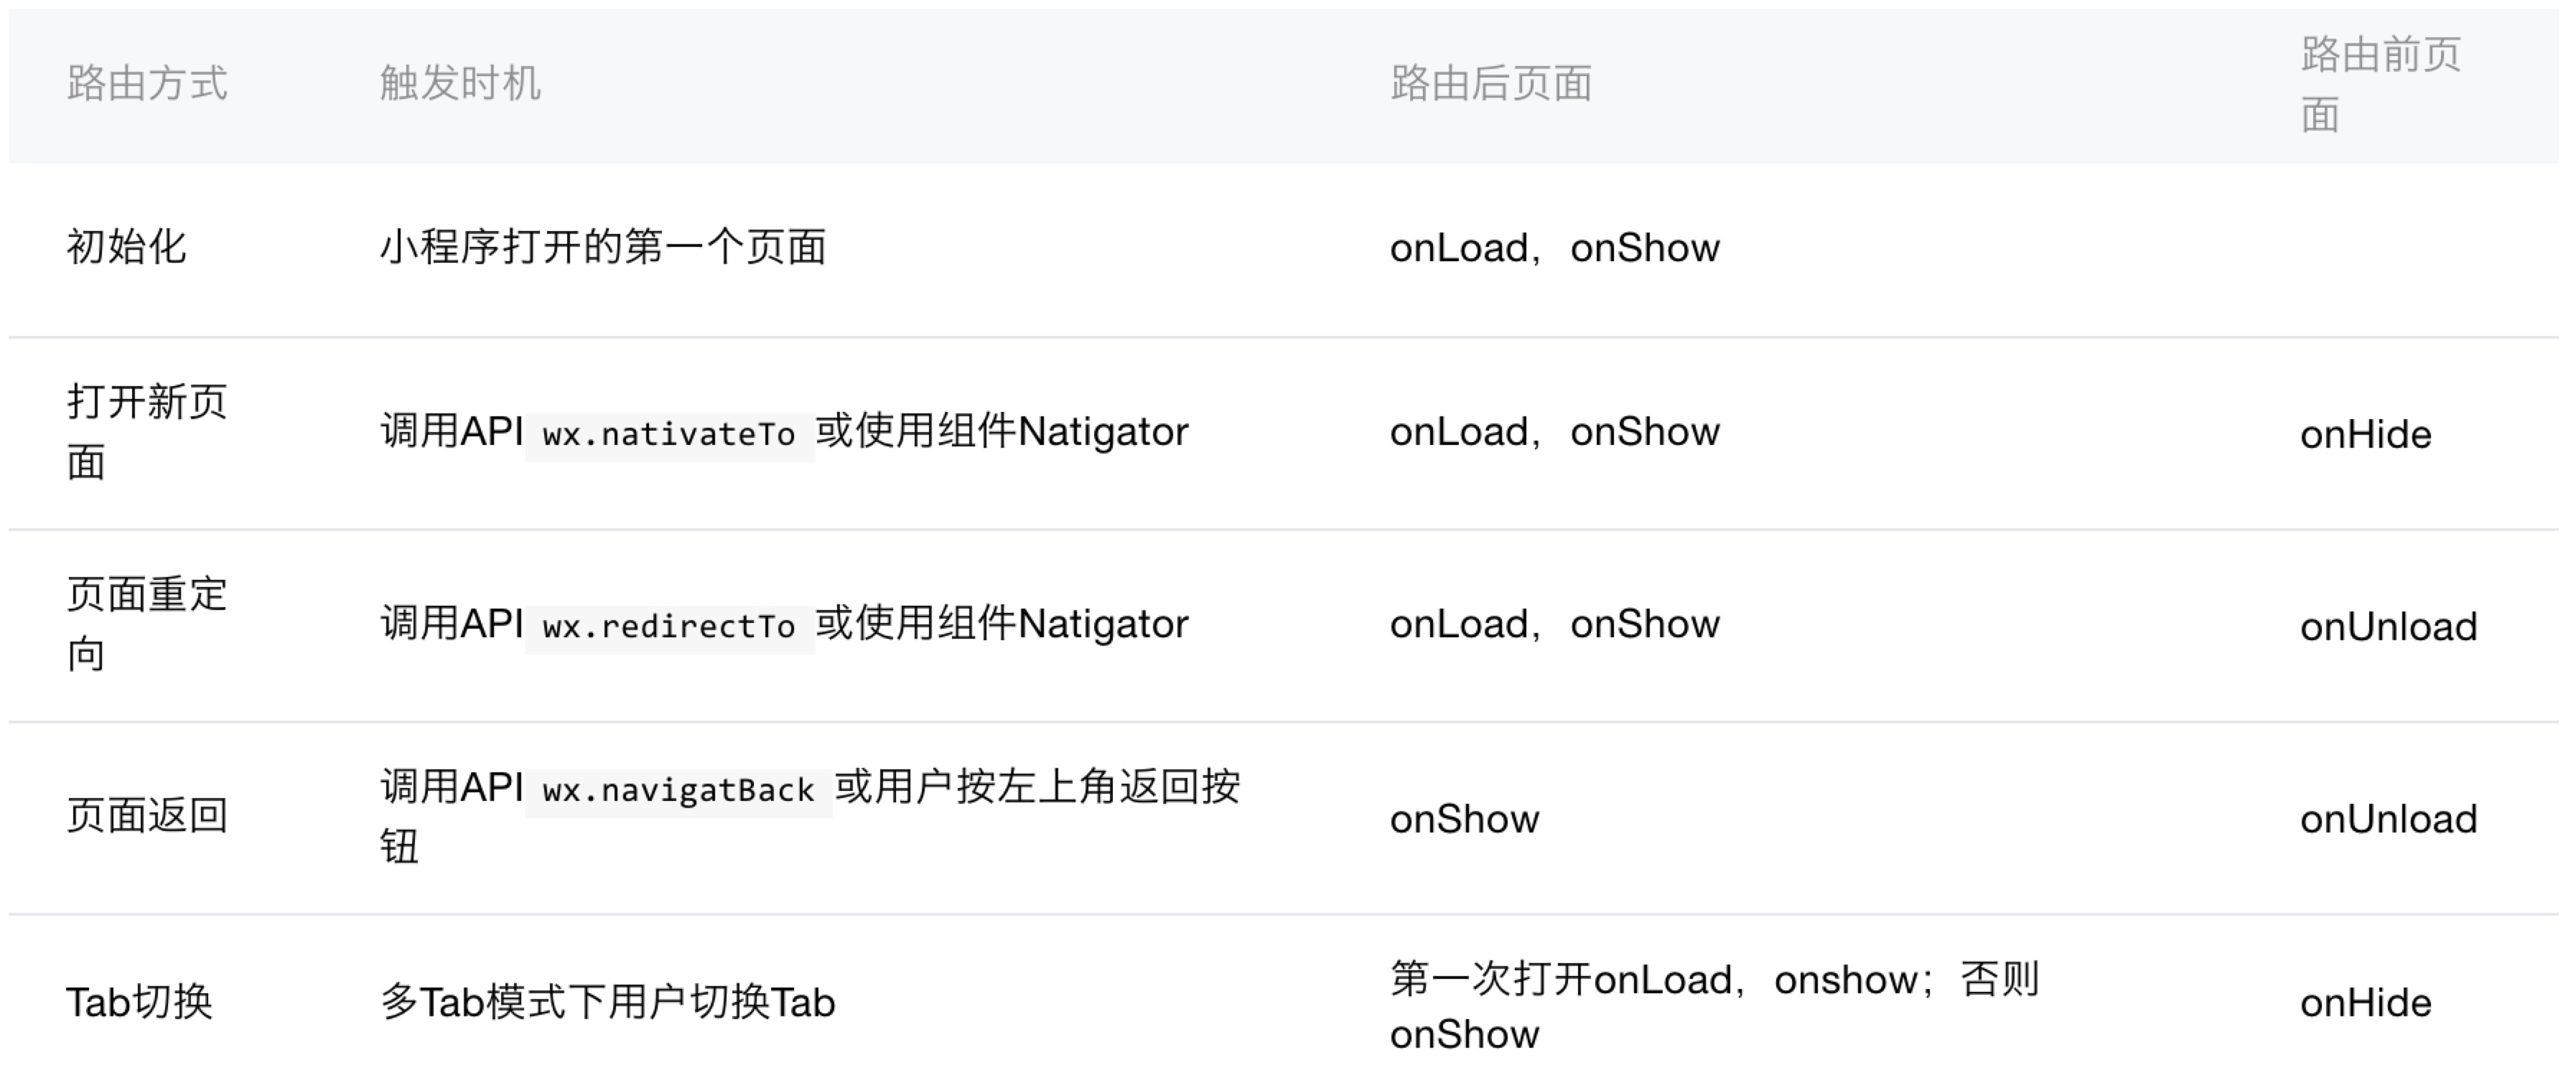 路由方式 触发时机 路由后页面 路由前页
面
初始化 小程序打开的第一个页面 onLoad，onShow
打开新页
面 调用API wx.nativateTo 或使用组件Natigator onLoad，onShow onHide
页面重定
向 调用API wx.redirectTo 或使用组件Natigator onLoad，onShow onUnload
页面返回 调用API wx.navigatBack 或用户按左上角返回按
钮 onShow onUnload
Tab切换 多Tab模式下用户切换Tab 第一次打开onLoad，onshow；否则
onShow onHide